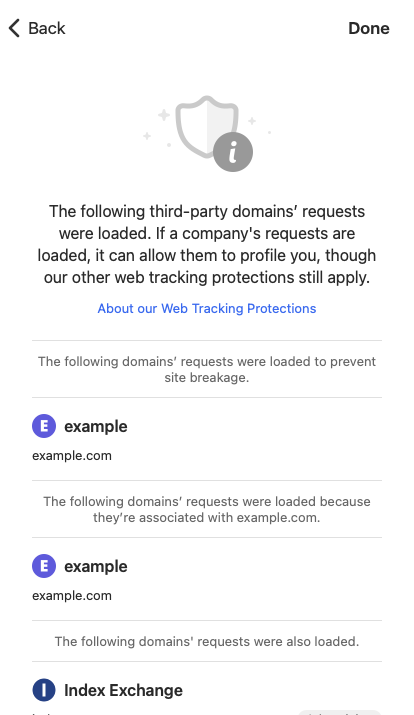 Back Done
The following third-party domains’ requests
were loaded. If a company's requests are
loaded, it can allow them to profile you, though
our other web tracking protections still apply.
About our Web Tracking Protections
The following domains’ requests were loaded to prevent
site breakage.
E example
example.com
The following domains’ requests were loaded because
they’re associated with example.com.
E example
example.com
The following domains' requests were also loaded.
I Index Exchange